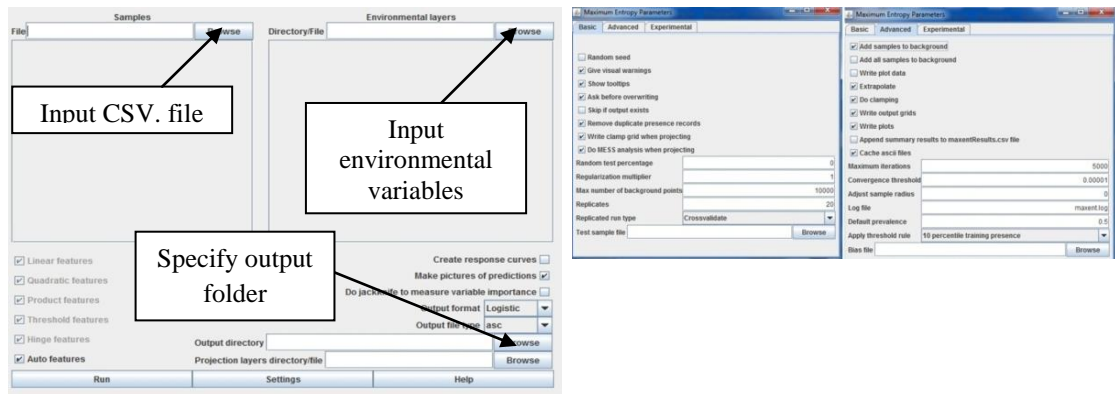 Samples
File
Browse
Input CSV. file
Environmental layers
Directory/File
Browse
Input
environmental
variables
Specify output
folder
Linear features
Quadratic features
Product features
Threshold features
Hinge features
Auto features
Create response curves
Make pictures of predictions
Do jackknife to measure variable importance
Output format Logistic
Output file type asc
Output directory Browse
Projection layers directory/file Browse
Run Settings Help
Maximum Entropy Parameters
Basic Advanced Experimental
Random seed
Give visual warnings
Show tooltips
Ask before overwriting
Skip if output exists
Remove duplicate presence records
Write clamp grid when projecting
Do MESS analysis when projecting
Random test percentage 0
Regularization multiplier 1
Max number of background points 10000
Replicates 20
Replicated run type Crossvalidate
Test sample file Browse
Maximum Entropy Parameters
Basic Advanced Experimental
Add samples to background
Add all samples to background
Write plot data
Extrapolate
Do clamping
Write output grids
Write plots
Append summary results to maxentResults.csv file
Cache ascii files
Maximum iterations 5000
Convergence threshold 0.00001
Adjust sample radius 0
Log file maxent.log
Default prevalence 0.5
Apply threshold rule 10 percentile training presence
Bias file Browse